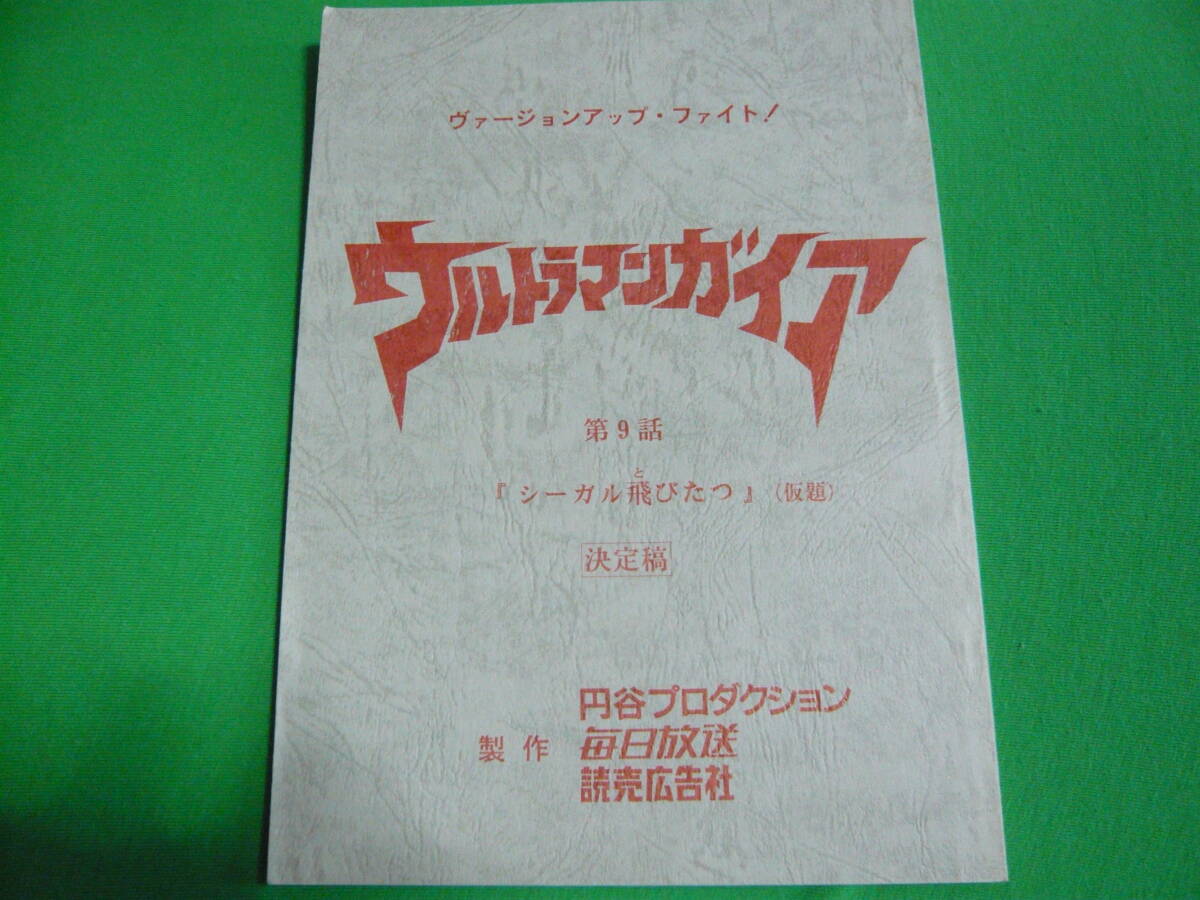 ヴァージョンアップ・ファイト!
ウルトラマンガイア
第9話
と
『シーガル飛びたつ』(仮題)
決定稿
円谷プロダクション
製作 毎日放送
読売広告社